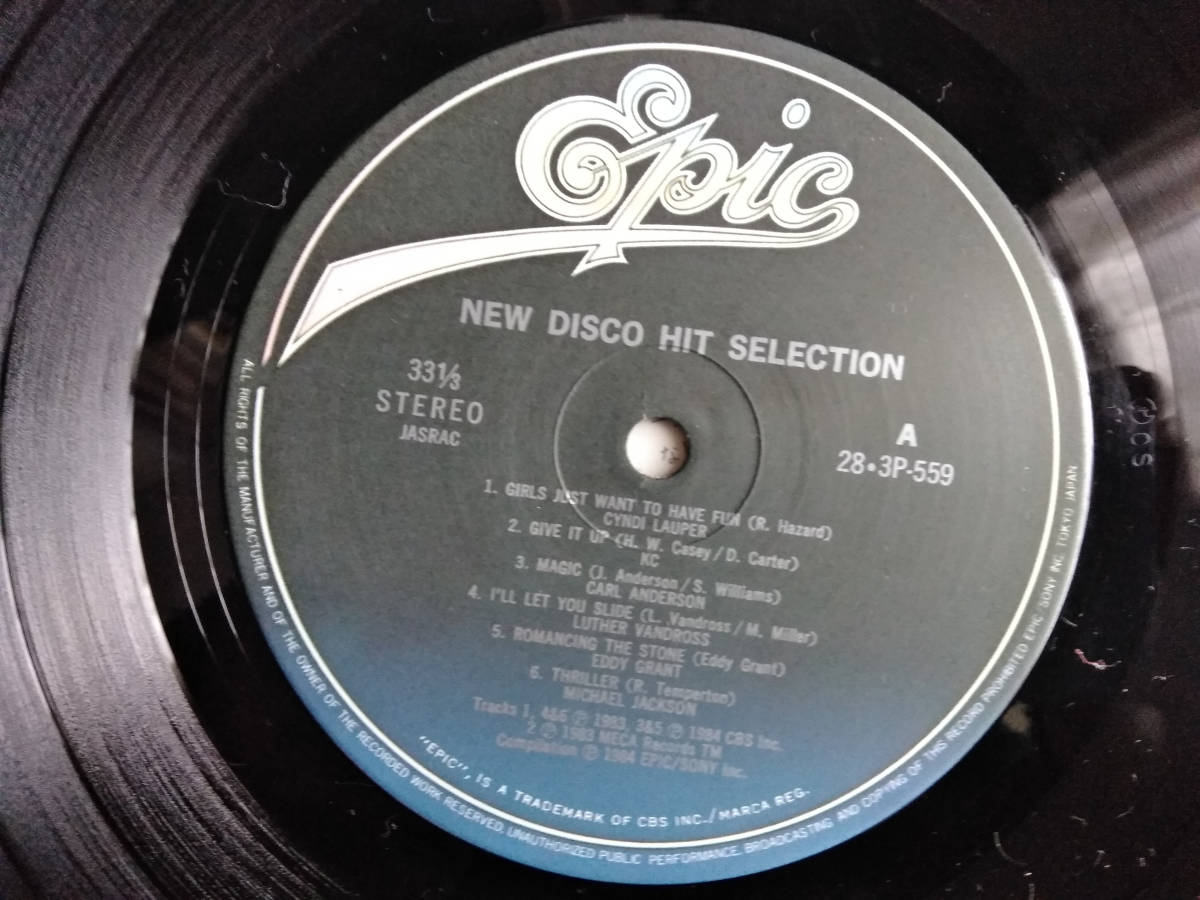 Epic
NEW DISCO HIT SELECTION
33⅓
STEREO
JASRAC
A
28•3P-559
1. GIRLS JUST WANT TO HAVE FUN (R. Hazard)
CYNDI LAUPER
2. GIVE IT UP (H. W. Casey / D. Carter)
KC
3. MAGIC (J. Anderson / S. Williams)
CARL ANDERSON
4. I'LL LET YOU SLIDE (L. Vandross / M. Miller)
LUTHER VANDROSS
5. ROMANCING THE STONE (Eddy Grant)
EDDY GRANT
6. THRILLER (R. Temperton)
MICHAEL JACKSON
Tracks 1, 4&6 ℗ 1983, 3&5 ℗ 1984 CBS Inc.
2 ℗ 1983 MECA Records TM
Compilation ℗ 1984 EPIC/SONY Inc.
"EPIC", IS A TRADEMARK OF CBS INC./MARCA REG.
ALL RIGHTS OF THE MANUFACTURER AND OF THE OWNER OF THE RECORDED WORK RESERVED. UNAUTHORIZED PUBLIC PERFORMANCE. BROADCASTING AND COPYING OF THIS RECORD PROHIBITED EPIC SONY INC. TOKYO JAPAN